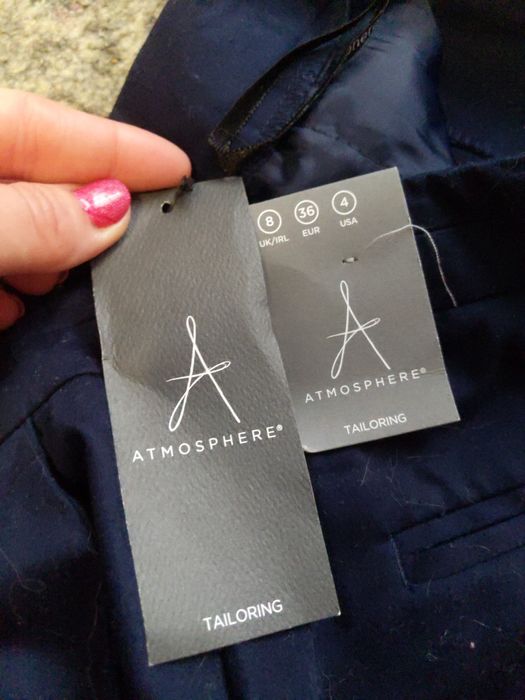 ATMOSPHERE®
TAILORING
8 36 4
UK/IRL EUR USA
ATMOSPHERE®
TAILORING